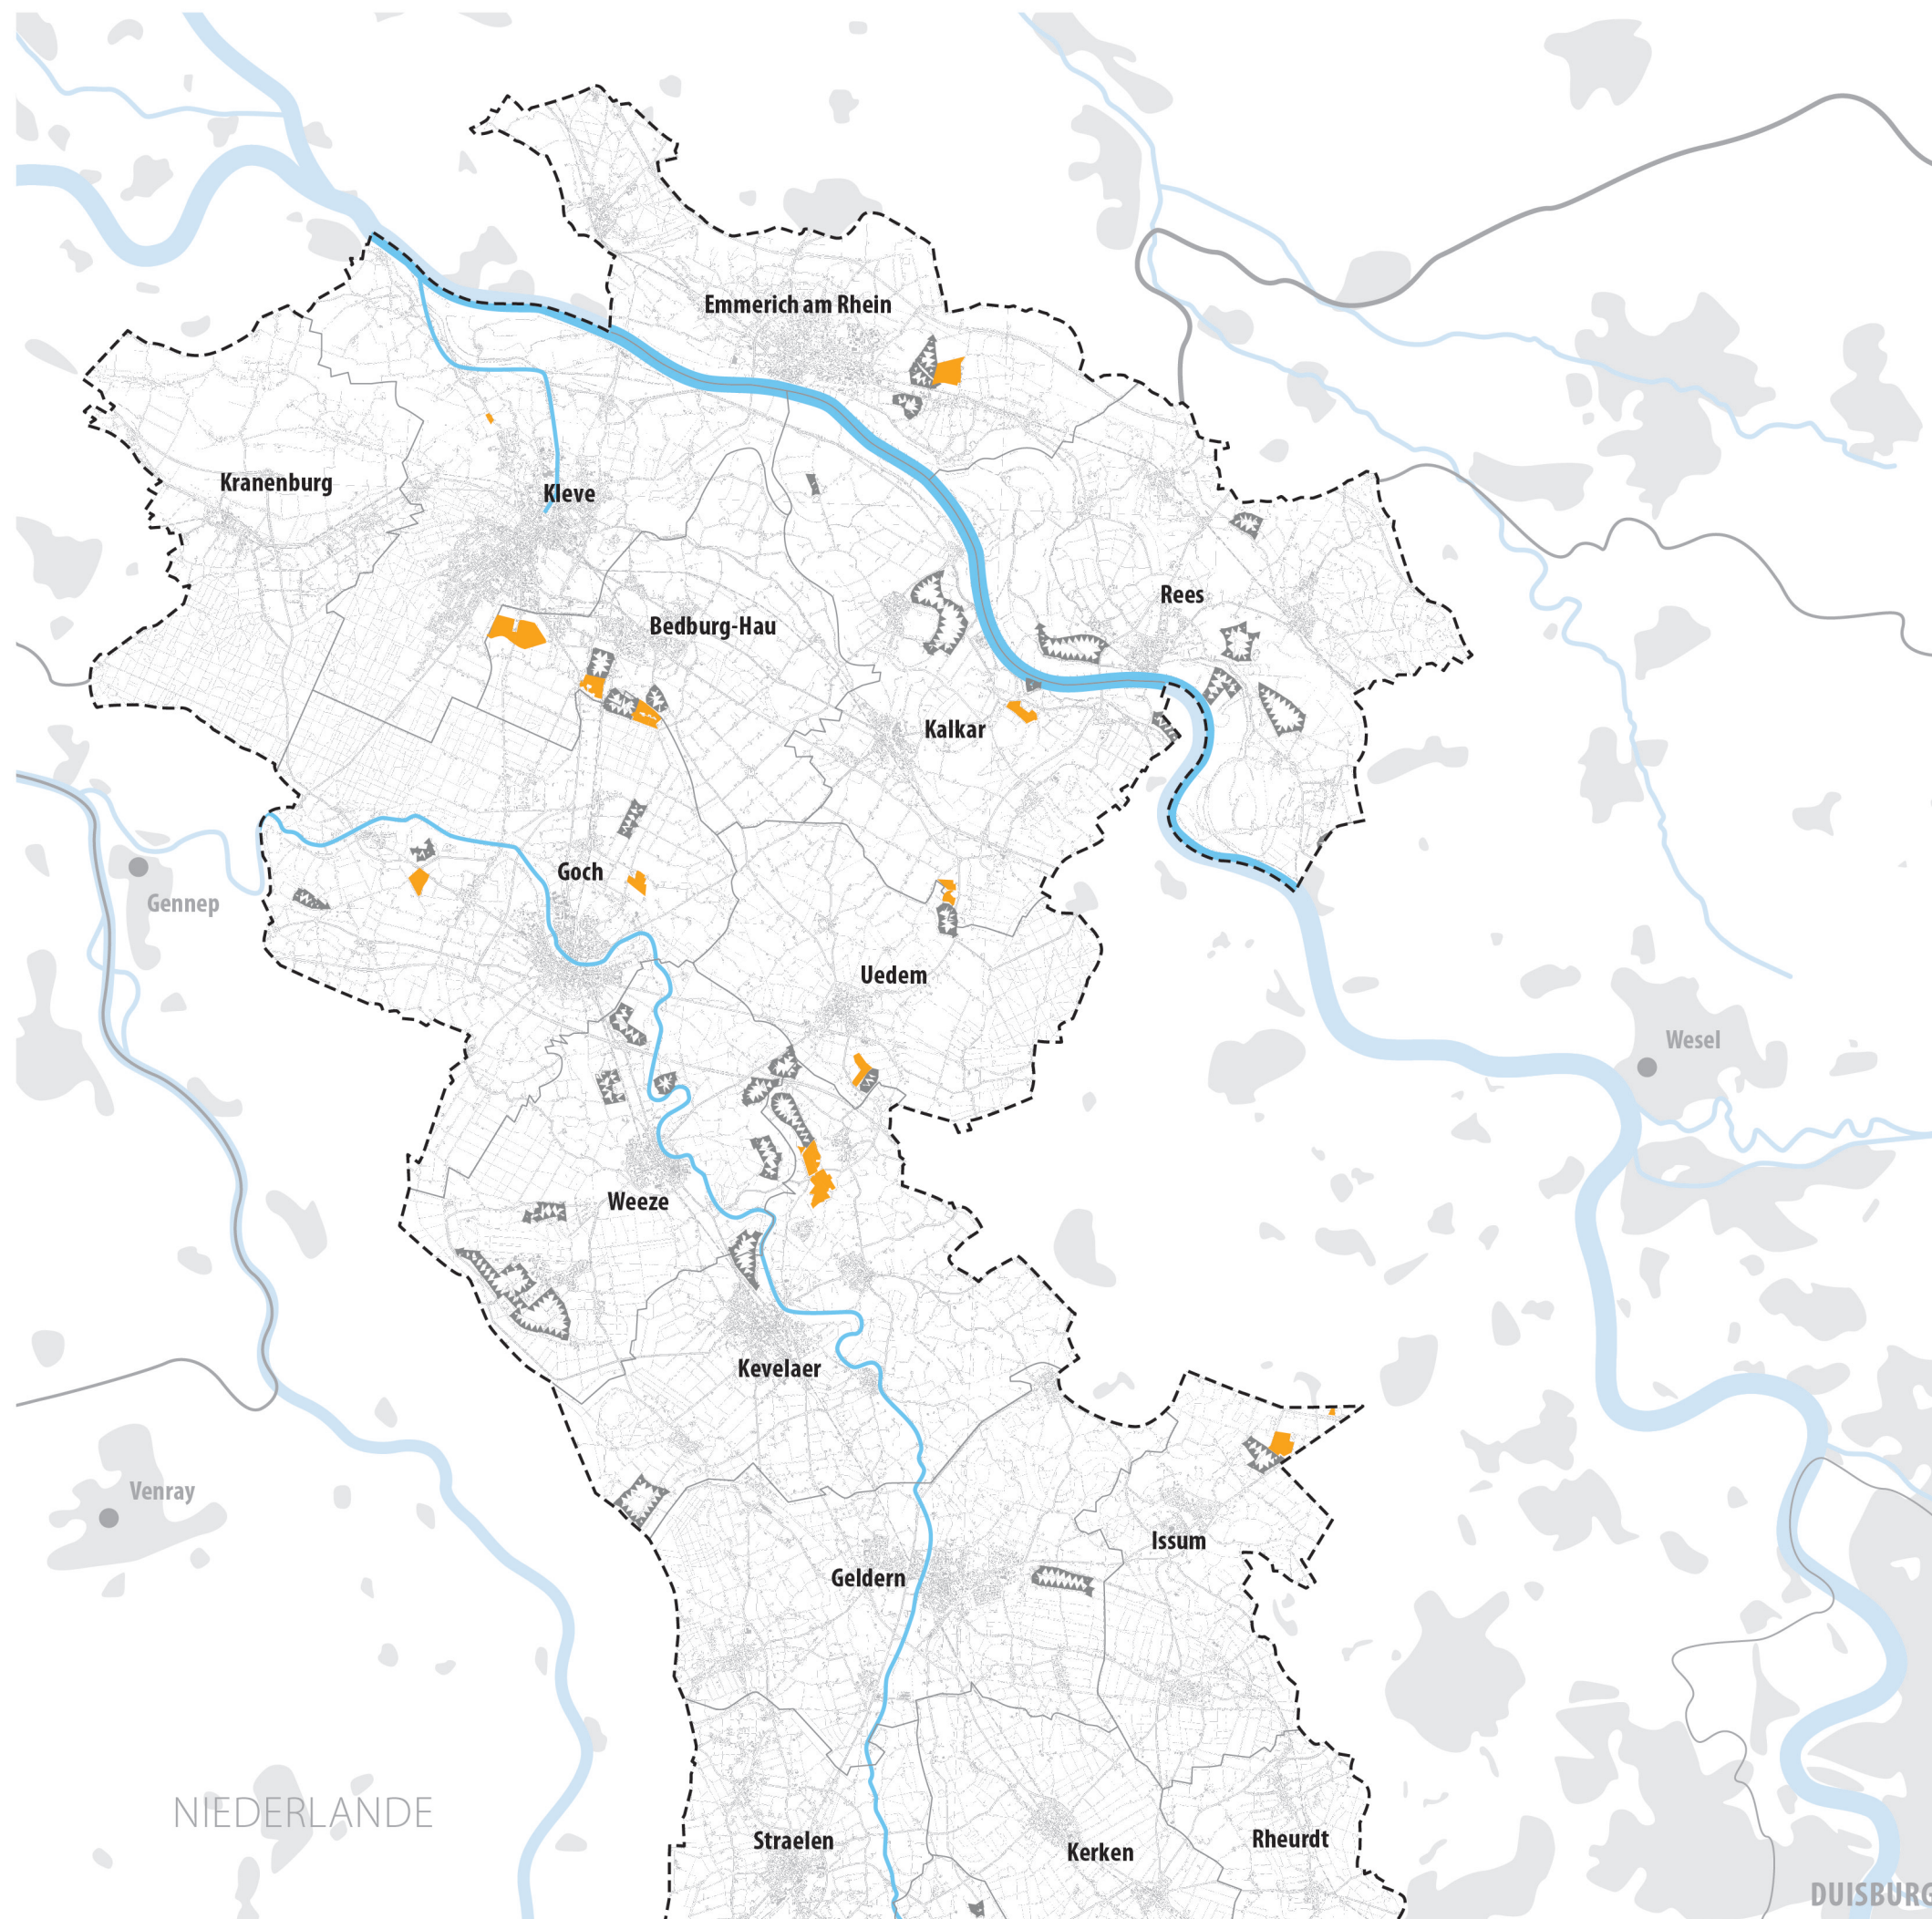 Emmerich am Rhein
Kranenburg
Kleve
Rees
Bedburg-Hau
Kalkar
Goch
Gennep
Uedem
Wesel
Weeze
Kevelaer
Venray
Issum
Geldern
NIEDERLANDE
Straelen
Rheurdt
Kerken
DUISBURG